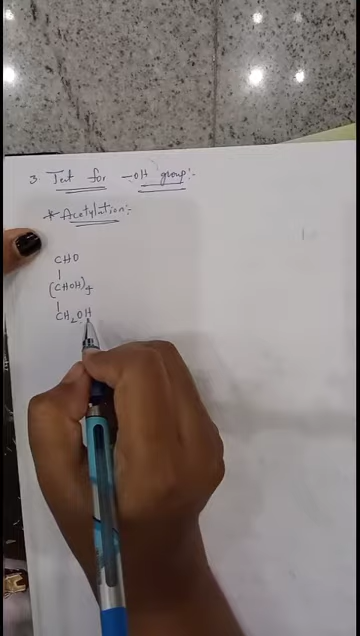 3. Test for -OH group:-
* Acetylation:-
CHO
|
(CHOH)4
|
CH2OH